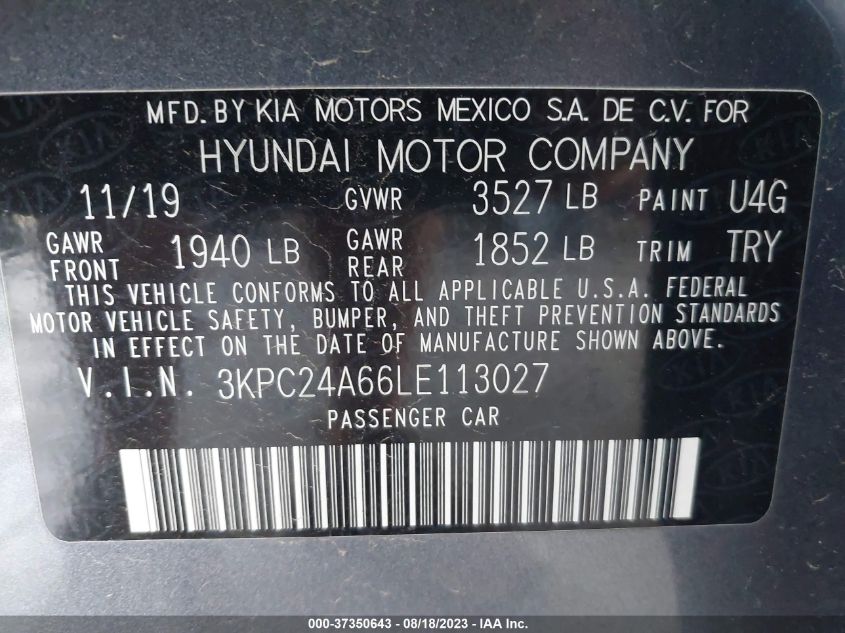 MFD. BY KIA MOTORS MEXICO S.A. DE C.V. FOR
HYUNDAI MOTOR COMPANY
11/19 GVWR 3527 LB PAINT U4G
GAWR FRONT 1940 LB GAWR REAR 1852 LB TRIM TRY
THIS VEHICLE CONFORMS TO ALL APPLICABLE U.S.A. FEDERAL
MOTOR VEHICLE SAFETY, BUMPER, AND THEFT PREVENTION STANDARDS
IN EFFECT ON THE DATE OF MANUFACTURE SHOWN ABOVE.
V.I.N. 3KPC24A66LE113027
PASSENGER CAR
000-37350643 - 08/18/2023 - IAA Inc.